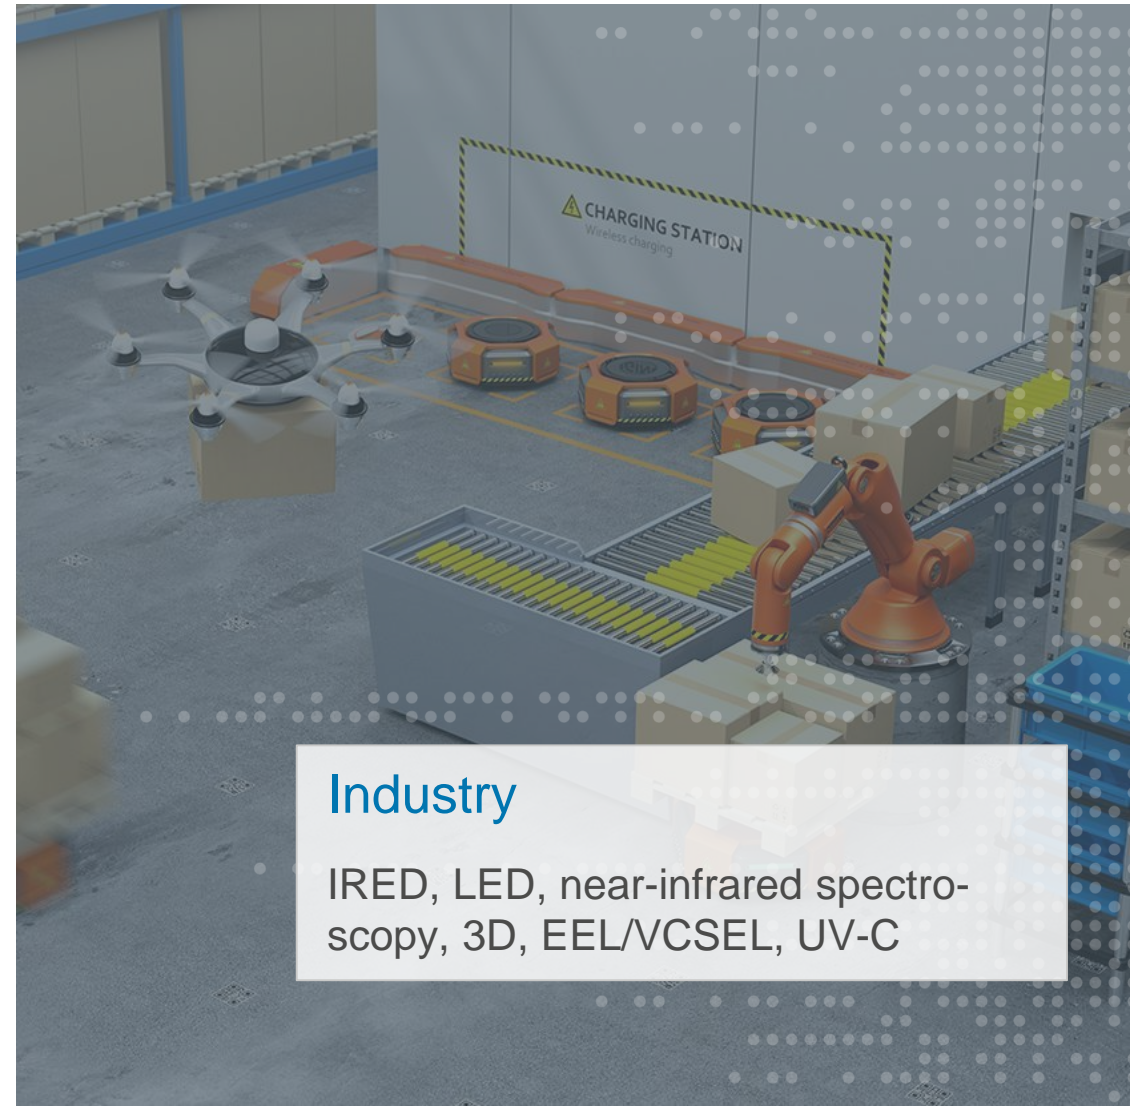 CHARGING STATION
Wireless charging
Industry
IRED, LED, near-infrared spectro-
scopy, 3D, EEL/VCSEL, UV-C